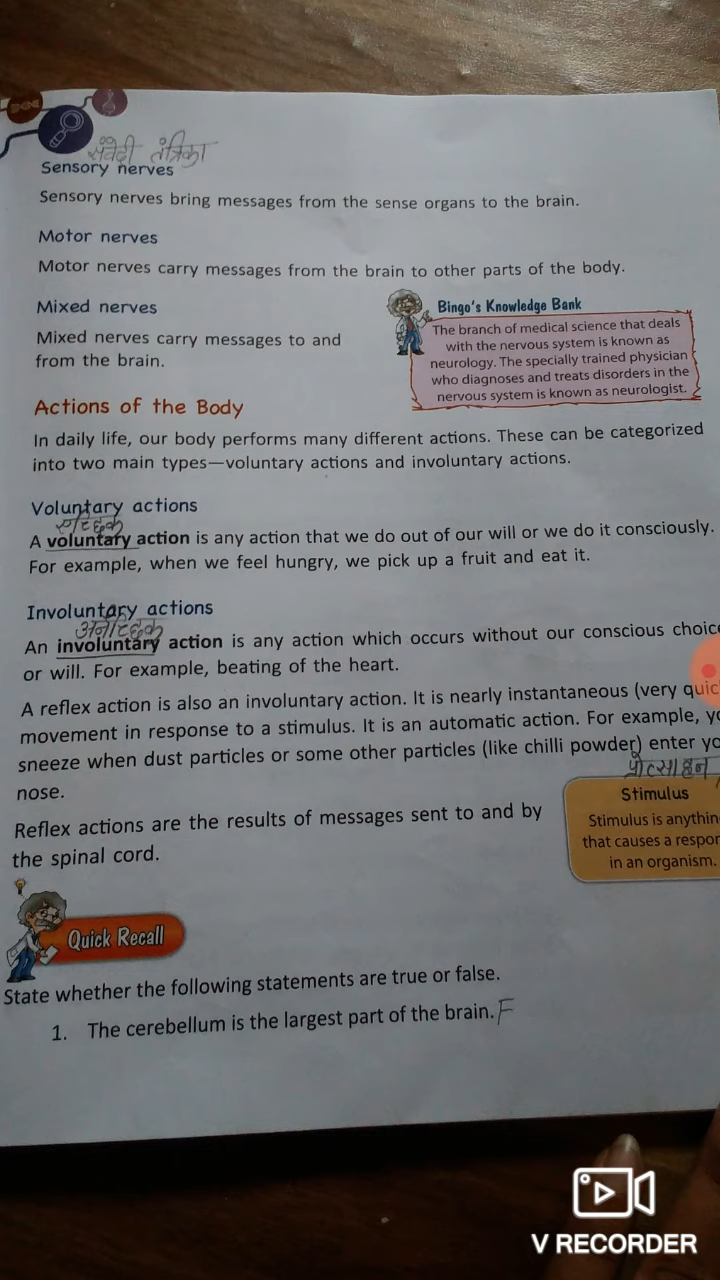 संवेदी तंत्रिका
Sensory nerves
Sensory nerves bring messages from the sense organs to the brain.
Motor nerves
Motor nerves carry messages from the brain to other parts of the body.
Mixed nerves
Mixed nerves carry messages to and
from the brain.
Bingo's Knowledge Bank
The branch of medical science that deals
with the nervous system is known as
neurology. The specially trained physician
who diagnoses and treats disorders in the
nervous system is known as neurologist.
Actions of the Body
In daily life, our body performs many different actions. These can be categorized
into two main types—voluntary actions and involuntary actions.
Voluntary actions
A voluntary action is any action that we do out of our will or we do it consciously.
For example, when we feel hungry, we pick up a fruit and eat it.
Involuntary actions
An involuntary action is any action which occurs without our conscious choice
or will. For example, beating of the heart.
A reflex action is also an involuntary action. It is nearly instantaneous (very quic
movement in response to a stimulus. It is an automatic action. For example, yo
sneeze when dust particles or some other particles (like chilli powder) enter yo
nose.
प्रोत्साहन
Reflex actions are the results of messages sent to and by
the spinal cord.
Stimulus
Stimulus is anythin
that causes a respon
in an organism.
Quick Recall
State whether the following statements are true or false.
1. The cerebellum is the largest part of the brain. F
V RECORDER